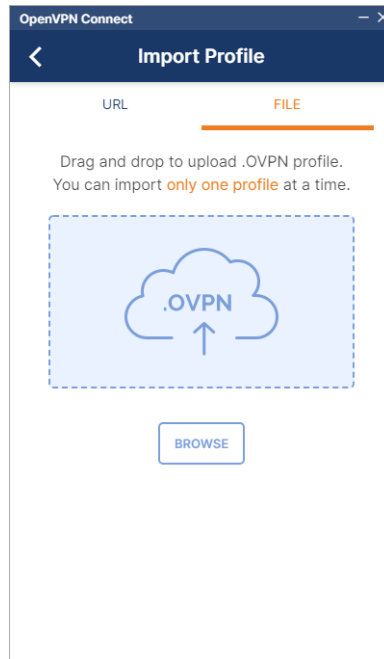 OpenVPN Connect
Import Profile
URL
FILE
Drag and drop to upload .OVPN profile.
You can import only one profile at a time.
.OVPN
BROWSE